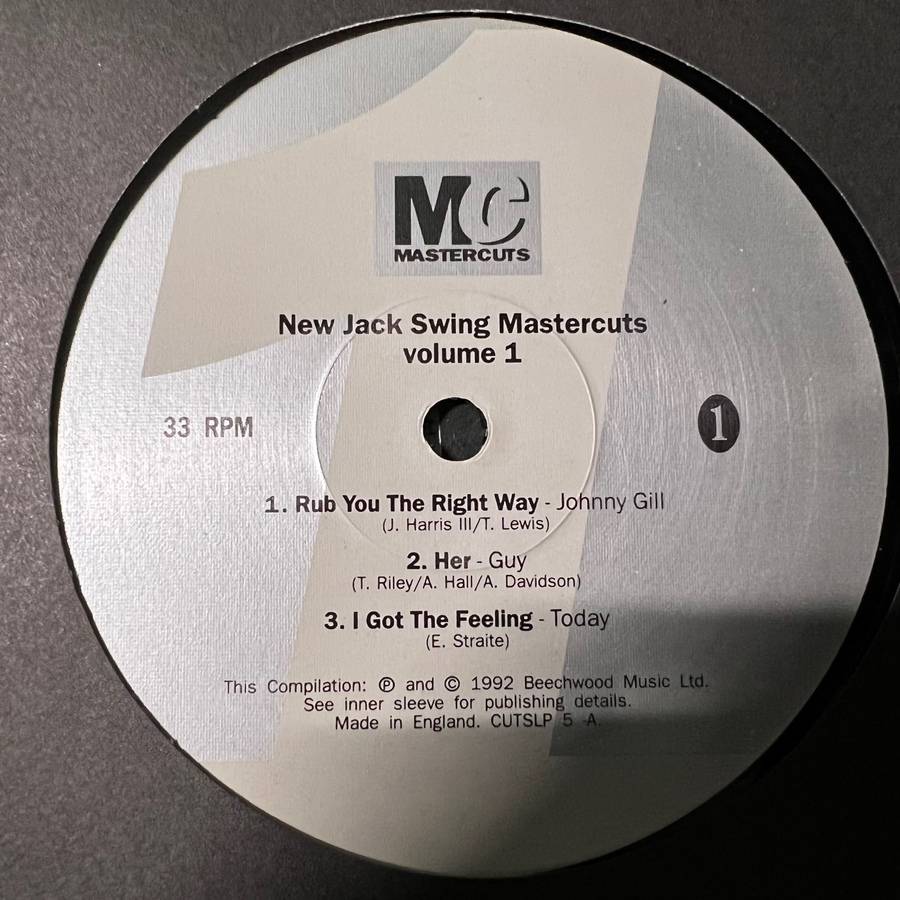 MC
MASTERCUTS
New Jack Swing Mastercuts
volume 1
33 RPM
1
1. Rub You The Right Way - Johnny Gill
(J. Harris III/T. Lewis)
2. Her - Guy
(T. Riley/A. Hall/A. Davidson)
3. I Got The Feeling - Today
(E. Straite)
This Compilation: ℗ and © 1992 Beechwood Music Ltd.
See inner sleeve for publishing details.
Made in England. CUTSLP 5 A.